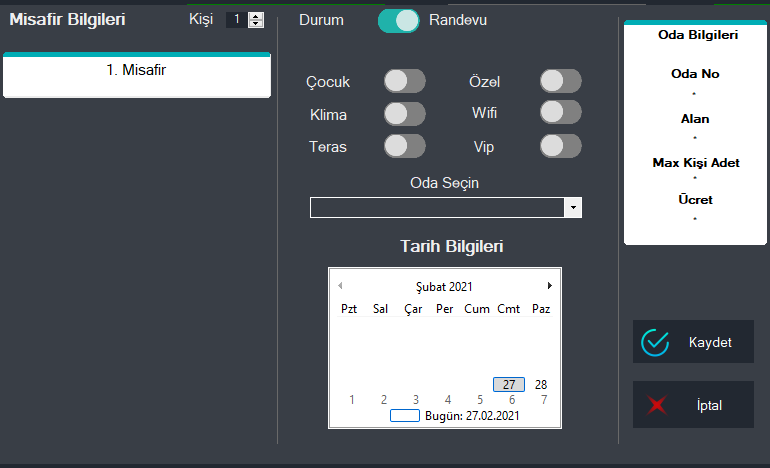 Misafir Bilgileri
Kişi 1
1. Misafir
Durum Randevu
Çocuk Özel
Klima Wifi
Teras Vip
Oda Seçin
Tarih Bilgileri
Şubat 2021
Pzt Sal Çar Per Cum Cmt Paz
27 28
1 2 3 4 5 6 7
Bugün: 27.02.2021
Oda Bilgileri
Oda No
*
Alan
*
Max Kişi Adet
*
Ücret
*
Kaydet
İptal